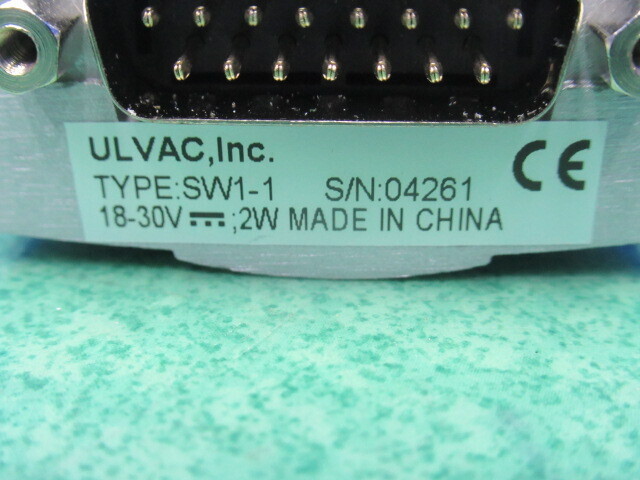 ULVAC,Inc.
TYPE:SW1-1 S/N:04261
18-30V ⎓;2W MADE IN CHINA
CE